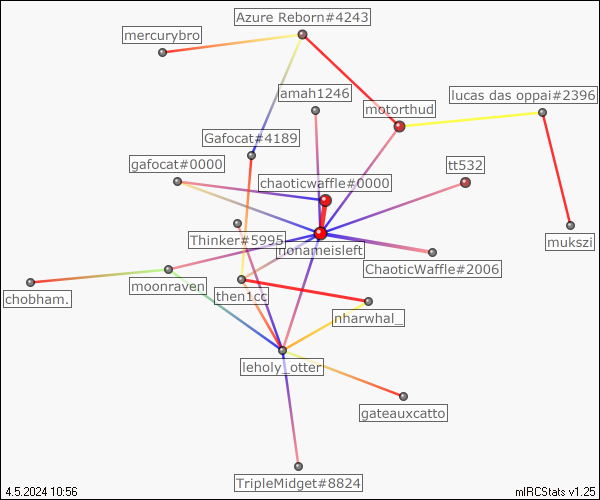 Azure Reborn#4243
mercurybro
amah1246
lucas das oppai#2396
motorthud
Gafocat#4189
gafocat#0000
tt532
chaoticwaffle#0000
Thinker#5995
mukszi
nonameisleft
ChaoticWaffle#2006
moonraven
chobham.
then1cc
nharwhal_
leholy_otter
gateauxcatto
TripleMidget#8824
4.5.2024 10:56
mIRCStats v1.25